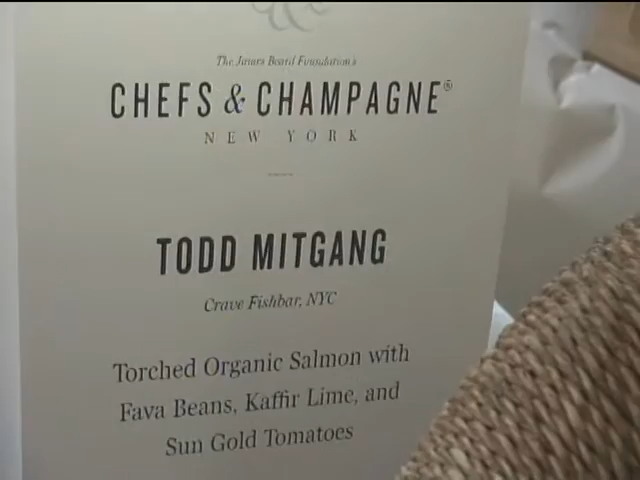 The James Beard Foundation's
CHEFS & CHAMPAGNE®
NEW YORK
TODD MITGANG
Crave Fishbar, NYC
Torched Organic Salmon with
Fava Beans, Kaffir Lime, and
Sun Gold Tomatoes